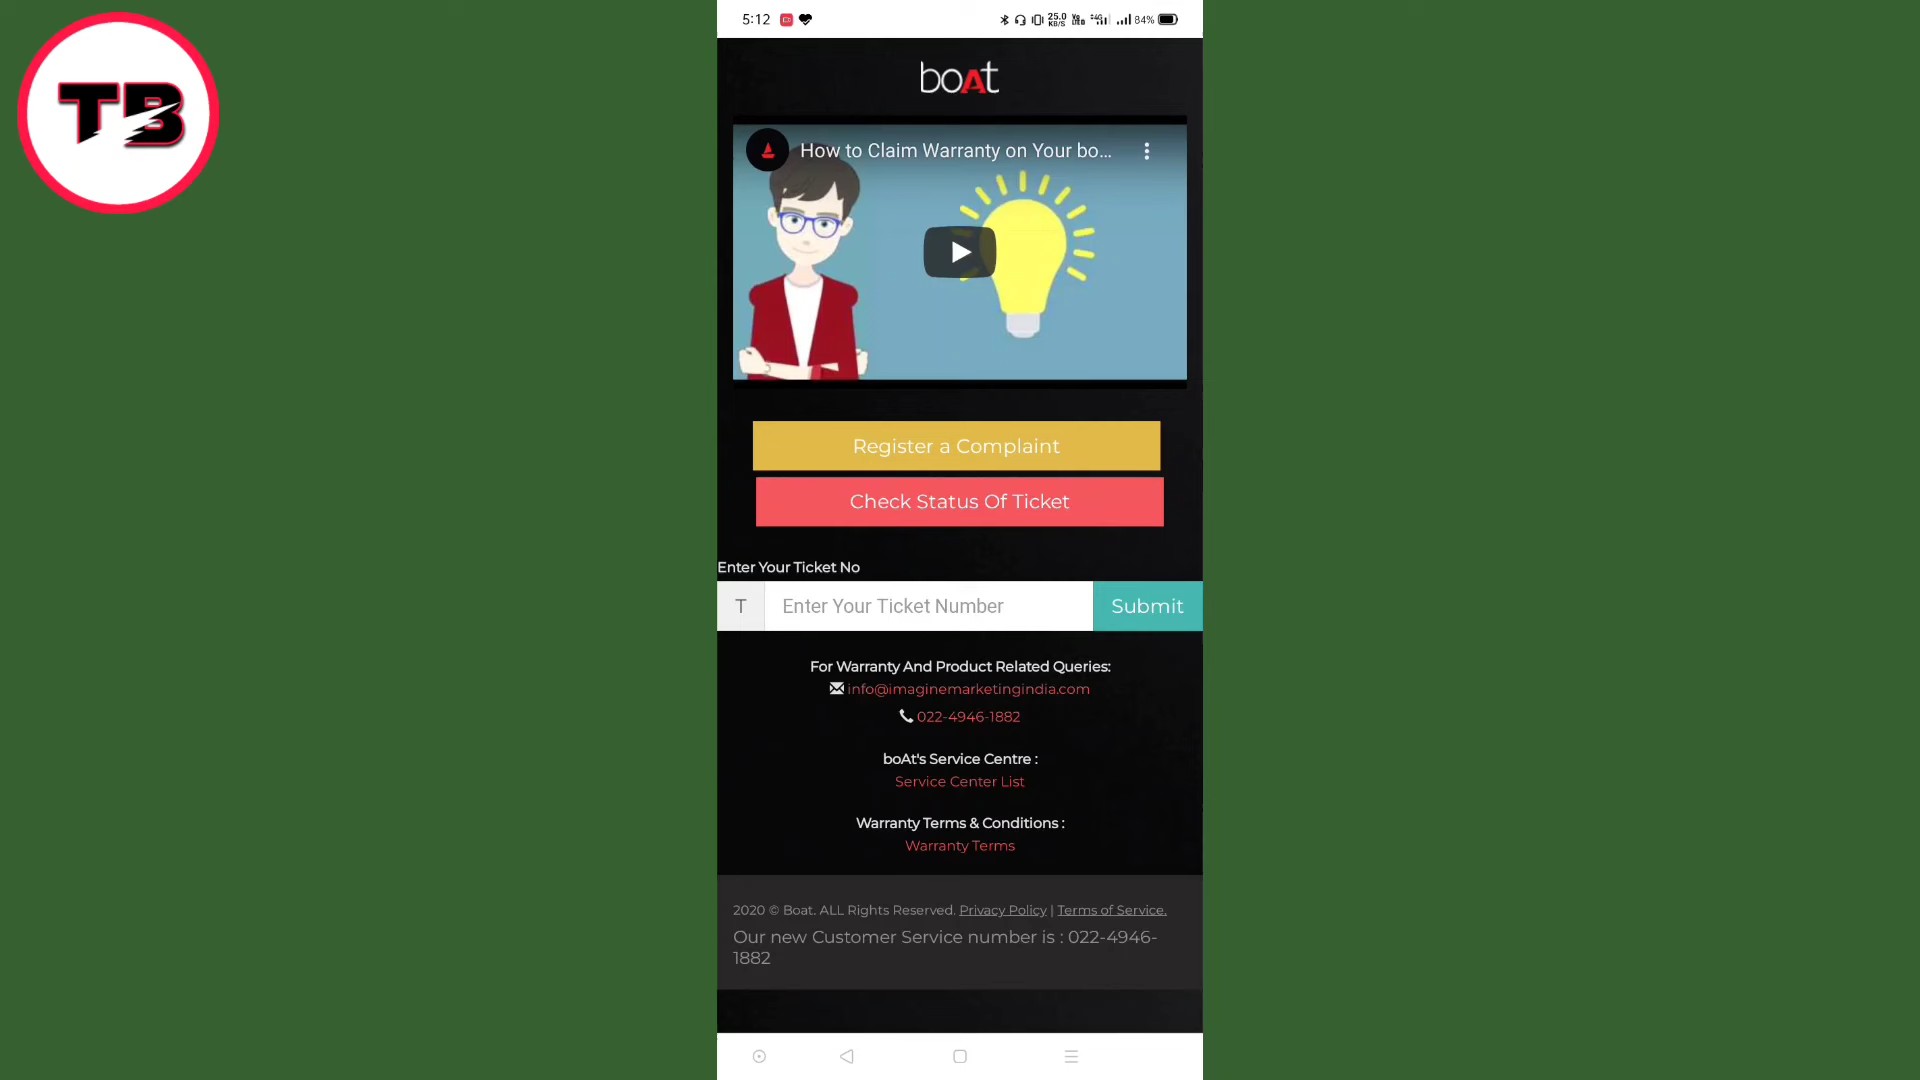 TB
5:12
25.0
KB/S
84%
boAt
How to Claim Warranty on Your bo...
Register a Complaint
Check Status Of Ticket
Enter Your Ticket No
T
Enter Your Ticket Number
Submit
For Warranty And Product Related Queries:
info@imaginemarketingindia.com
022-4946-1882
boAt's Service Centre :
Service Center List
Warranty Terms & Conditions :
Warranty Terms
2020 © Boat. ALL Rights Reserved. Privacy Policy | Terms of Service.
Our new Customer Service number is : 022-4946-
1882